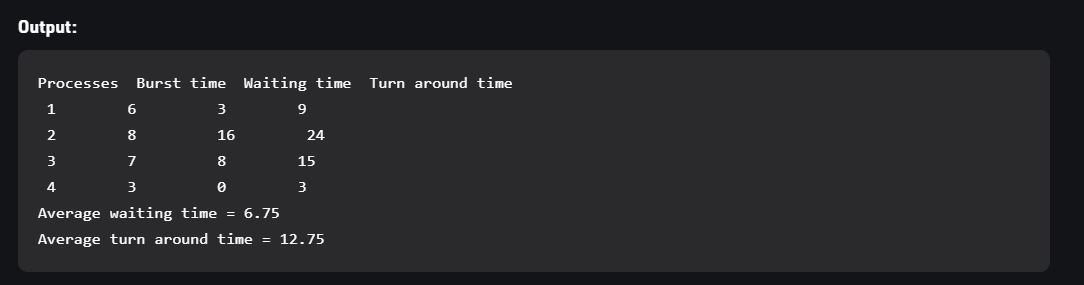 Output:
Processes  Burst time  Waiting time  Turn around time
 1        6         3        9
 2        8         16        24
 3        7         8        15
 4        3         0        3
Average waiting time = 6.75
Average turn around time = 12.75